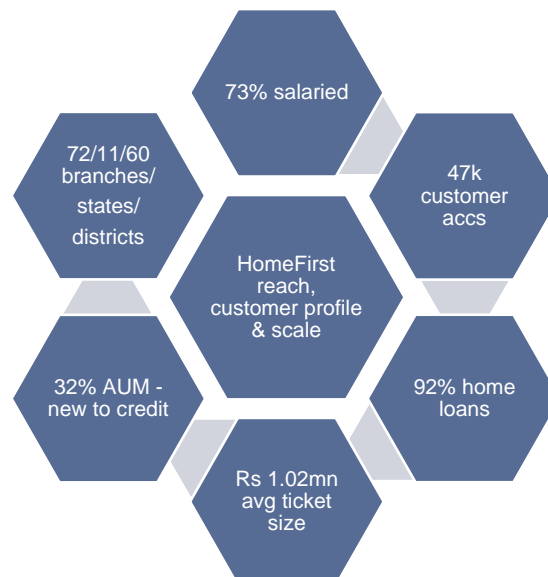 73% salaried
72/11/60
branches/
states/
districts
47k
customer
accs
HomeFirst
reach,
customer profile
& scale
32% AUM -
new to credit
92% home
loans
Rs 1.02mn
avg ticket
size